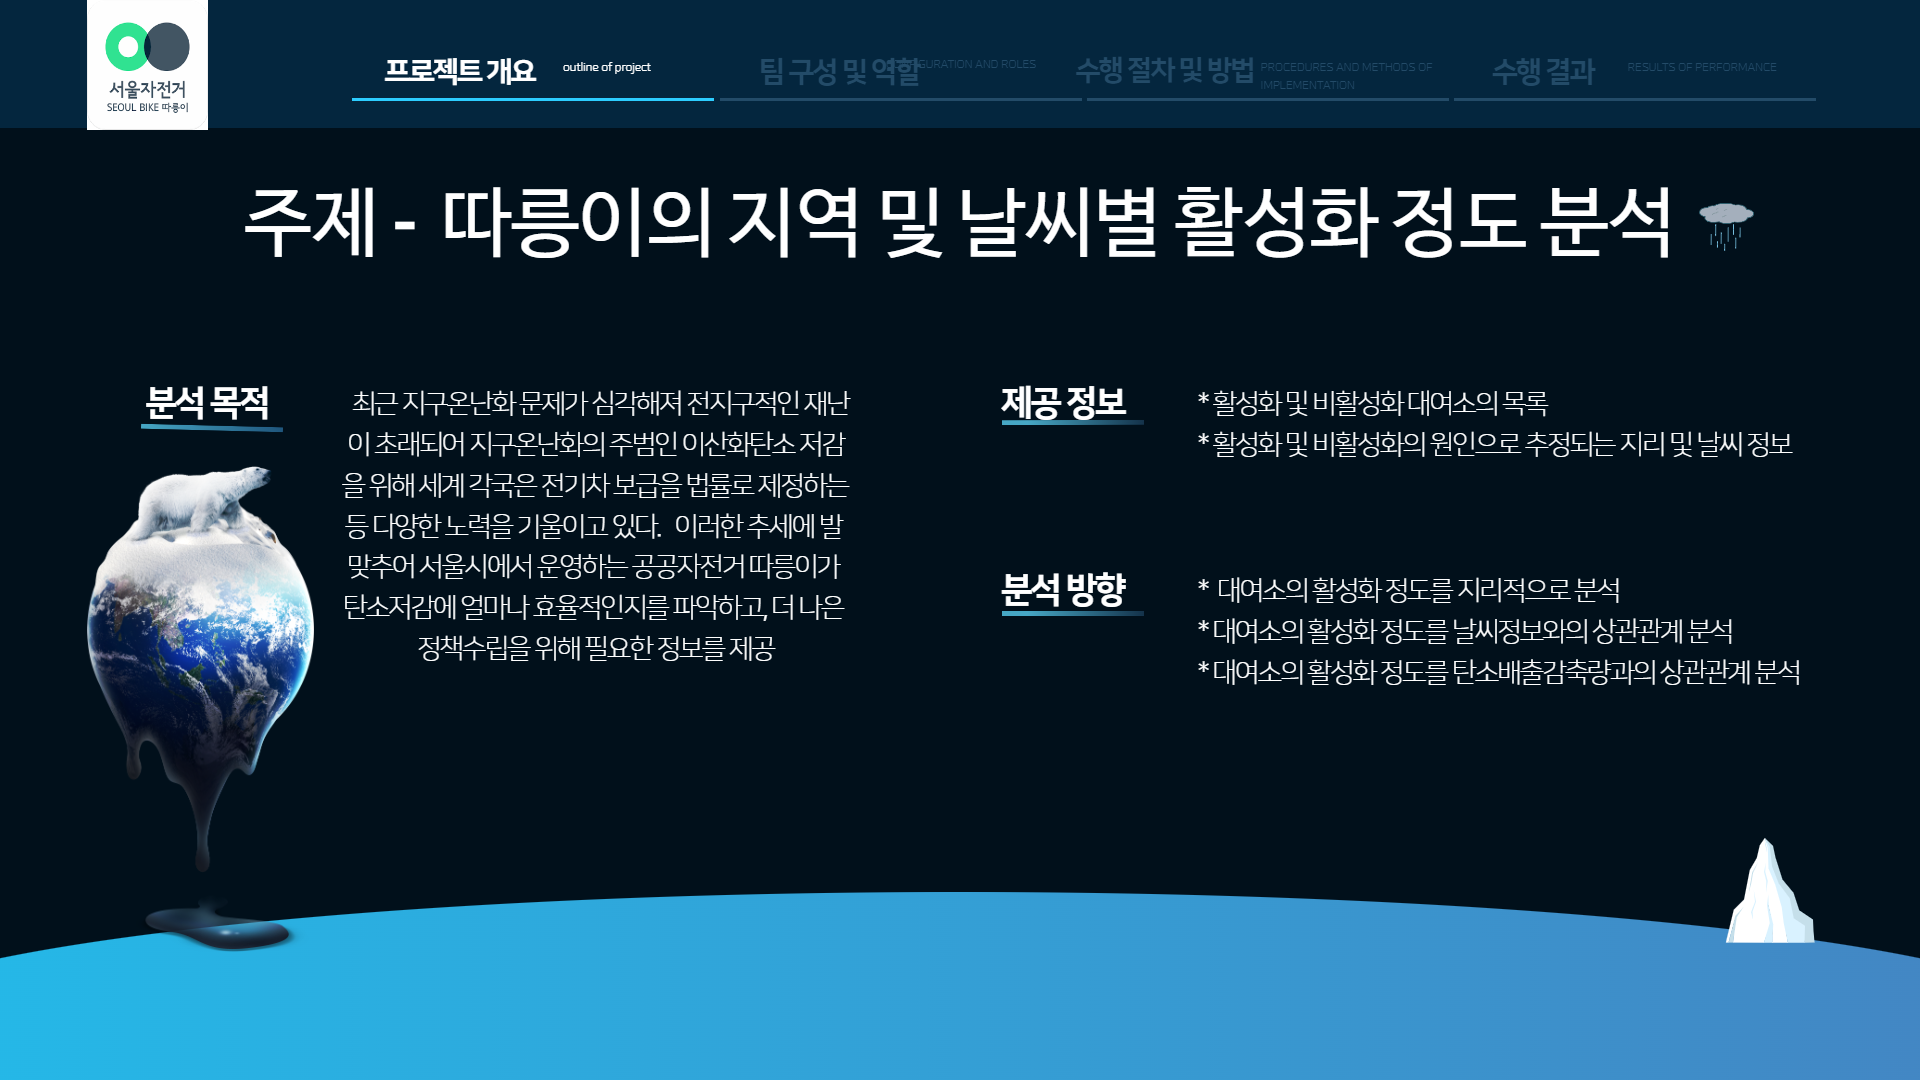 서울자전거
SEOUL BIKE 따릉이
프로젝트 개요
outline of project
팀 구성 및 역할
GURATION AND ROLES
수행 절차 및 방법
PROCEDURES AND METHODS OF
IMPLEMENTATION
수행 결과
RESULTS OF PERFORMANCE
주제 - 따릉이의 지역 및 날씨별 활성화 정도 분석
분석 목적
최근 지구온난화 문제가 심각해져 전지구적인 재난
이 초래되어 지구온난화의 주범인 이산화탄소 저감
을 위해 세계 각국은 전기차 보급을 법률로 제정하는
등 다양한 노력을 기울이고 있다. 이러한 추세에 발
맞추어 서울시에서 운영하는 공공자전거 따릉이가
탄소저감에 얼마나 효율적인지를 파악하고, 더 나은
정책수립을 위해 필요한 정보를 제공
제공 정보
* 활성화 및 비활성화 대여소의 목록
* 활성화 및 비활성화의 원인으로 추정되는 지리 및 날씨 정보
분석 방향
* 대여소의 활성화 정도를 지리적으로 분석
* 대여소의 활성화 정도를 날씨정보와의 상관관계 분석
* 대여소의 활성화 정도를 탄소배출감축량과의 상관관계 분석